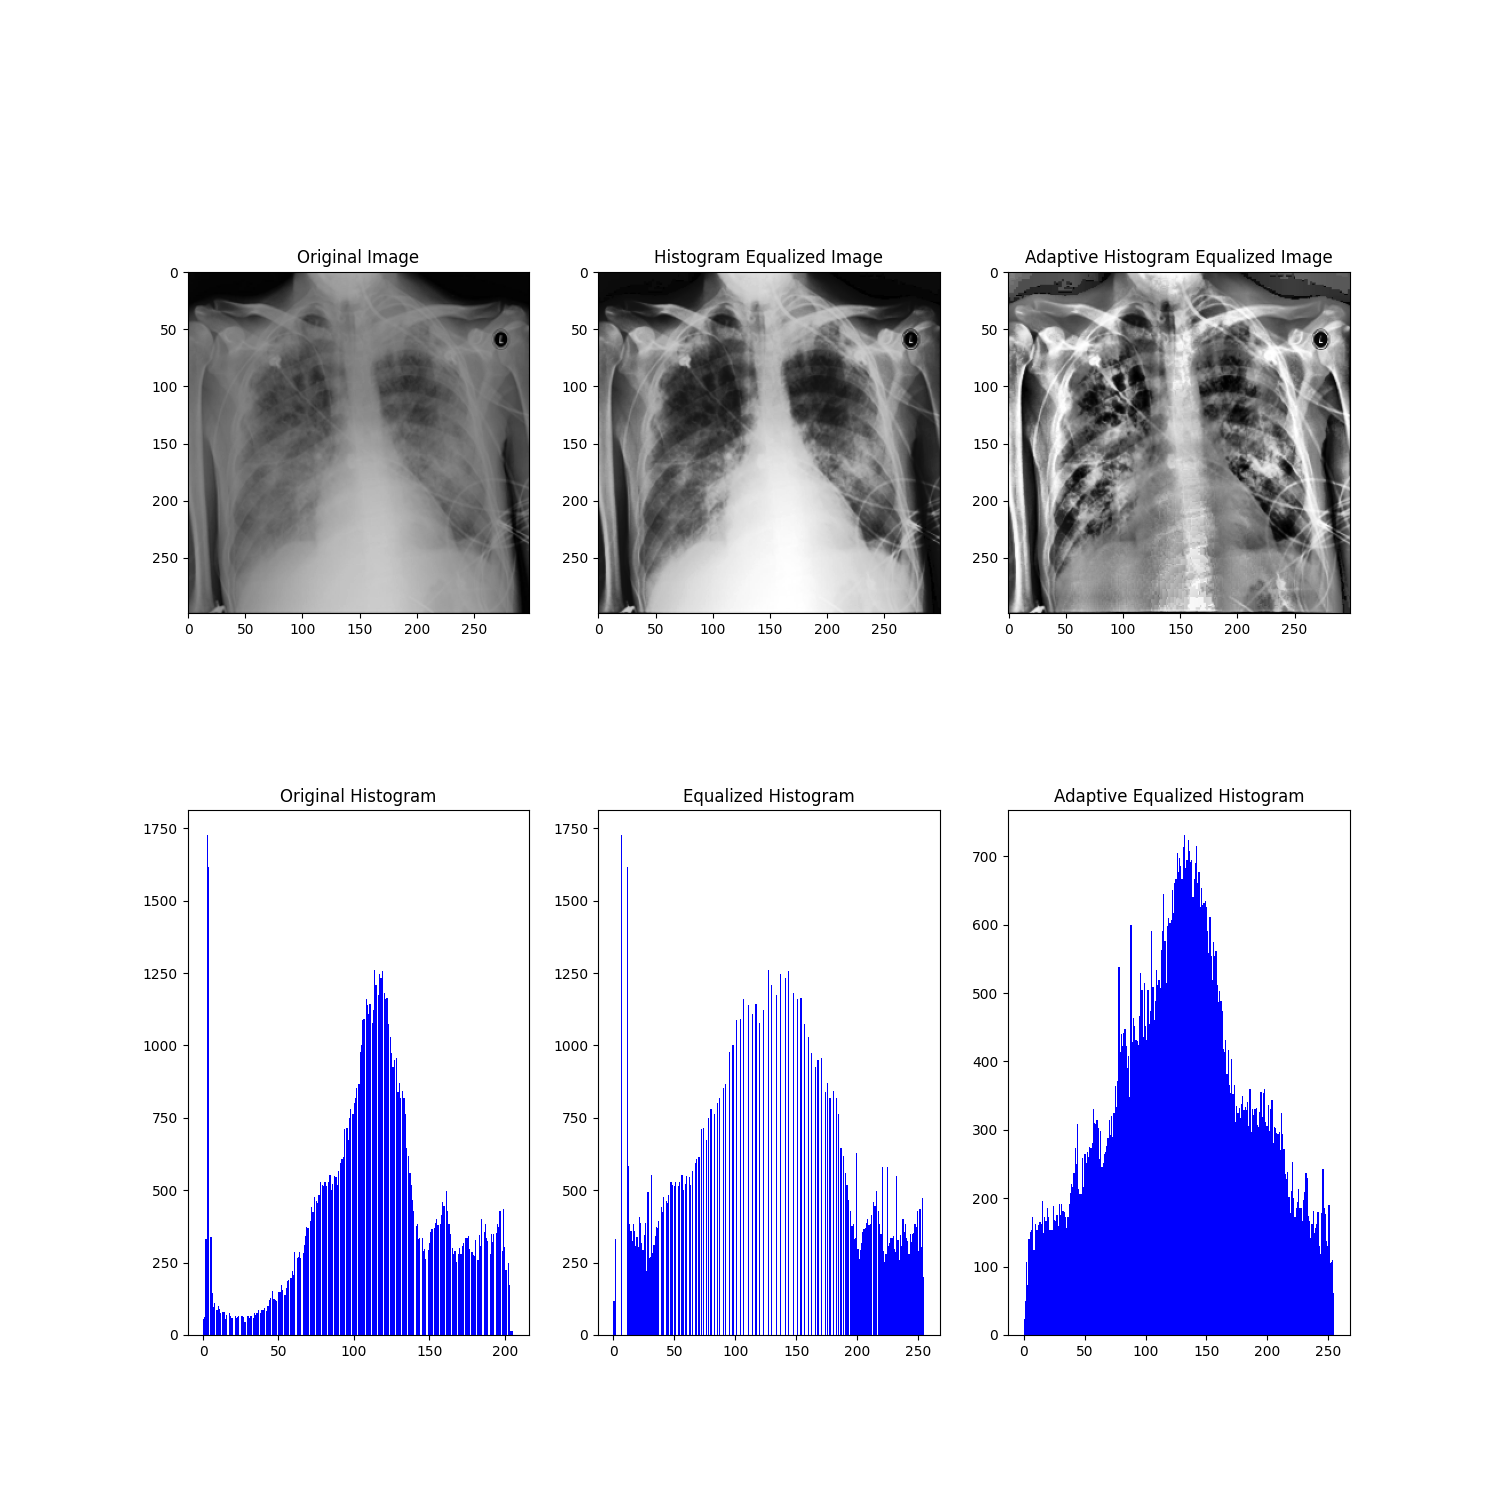 Original Image
Histogram Equalized Image
Adaptive Histogram Equalized Image
0
50
100
150
200
250
0 50 100 150 200 250
L
0
50
100
150
200
250
0 50 100 150 200 250
L
0
50
100
150
200
250
0 50 100 150 200 250
L
Original Histogram
Equalized Histogram
Adaptive Equalized Histogram
1750
1500
1250
1000
750
500
250
0
0 50 100 150 200
1750
1500
1250
1000
750
500
250
0
0 50 100 150 200 250
700
600
500
400
300
200
100
0
0 50 100 150 200 250